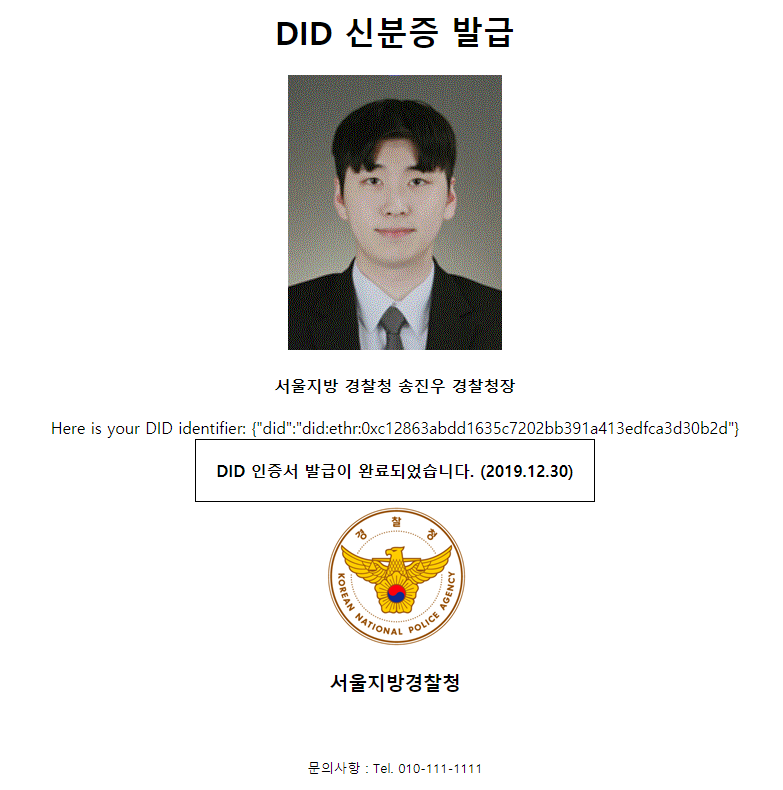 DID 신분증 발급
서울지방 경찰청 송진우 경찰청장
Here is your DID identifier: {"did":"did:ethr:0xc12863abdd1635c7202bb391a413edfca3d30b2d"}
DID 인증서 발급이 완료되었습니다. (2019.12.30)
경 찰 청
KOREAN NATIONAL POLICE AGENCY
서울지방경찰청
문의사항 : Tel. 010-111-1111